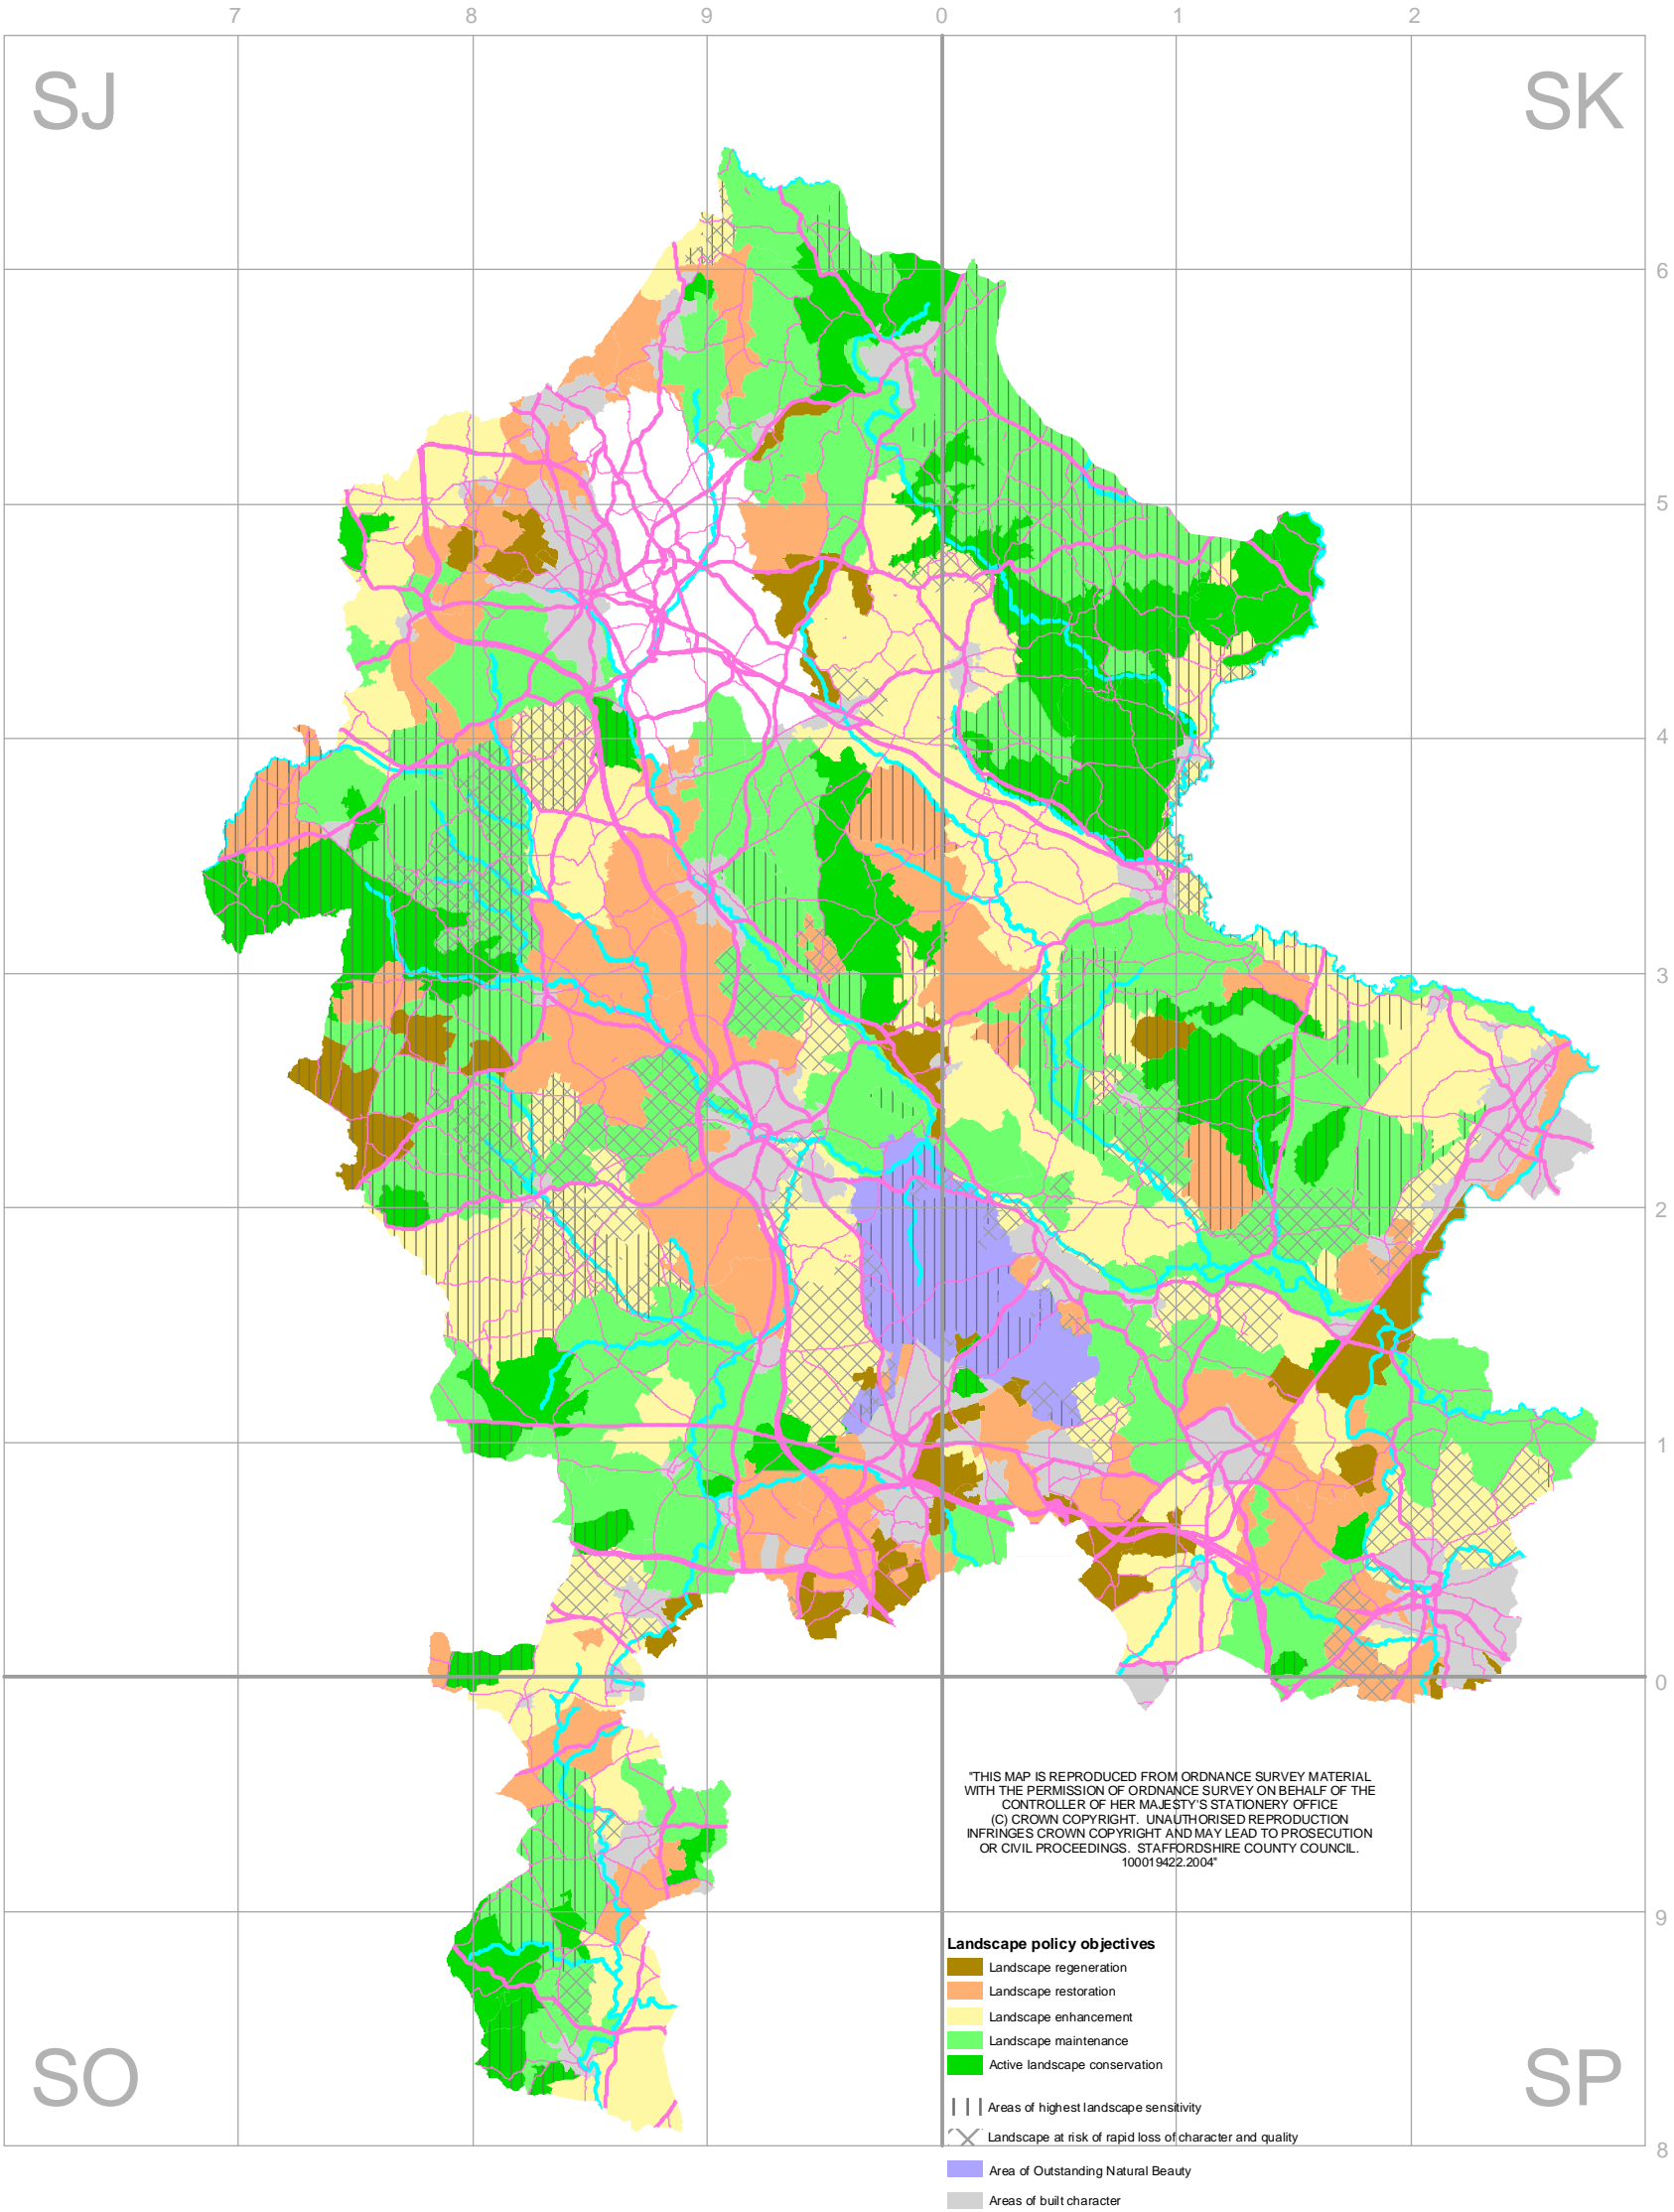 7 8 9 0 1 2
SJ SK
6
5
4
3
2
1
0
"THIS MAP IS REPRODUCED FROM ORDNANCE SURVEY MATERIAL
WITH THE PERMISSION OF ORDNANCE SURVEY ON BEHALF OF THE
CONTROLLER OF HER MAJESTY'S STATIONERY OFFICE
(C) CROWN COPYRIGHT. UNAUTHORISED REPRODUCTION
INFRINGES CROWN COPYRIGHT AND MAY LEAD TO PROSECUTION
OR CIVIL PROCEEDINGS. STAFFORDSHIRE COUNTY COUNCIL.
100019422.2004"
9
Landscape policy objectives
Landscape regeneration
Landscape restoration
Landscape enhancement
Landscape maintenance
Active landscape conservation
SO SP
Areas of highest landscape sensitivity
Landscape at risk of rapid loss of character and quality
8
Area of Outstanding Natural Beauty
Areas of built character